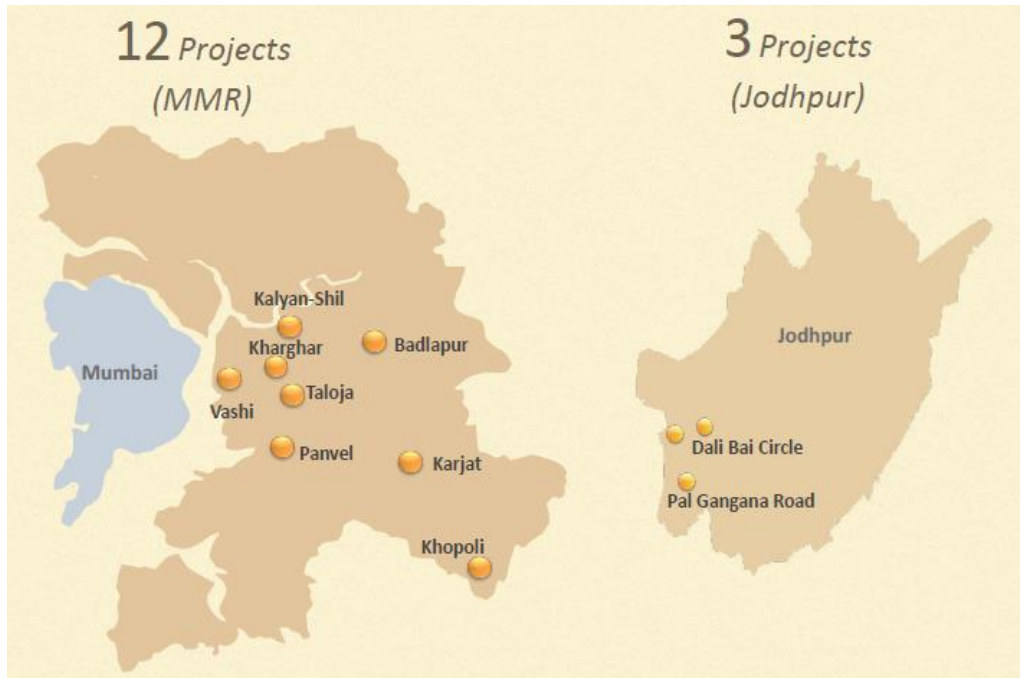 12 Projects
(MMR)
3 Projects
(Jodhpur)
Kalyan-Shil
Kharghar
Badlapur
Mumbai
Taloja
Vashi
Panvel
Karjat
Khopoli
Jodhpur
Dali Bai Circle
Pal Gangana Road